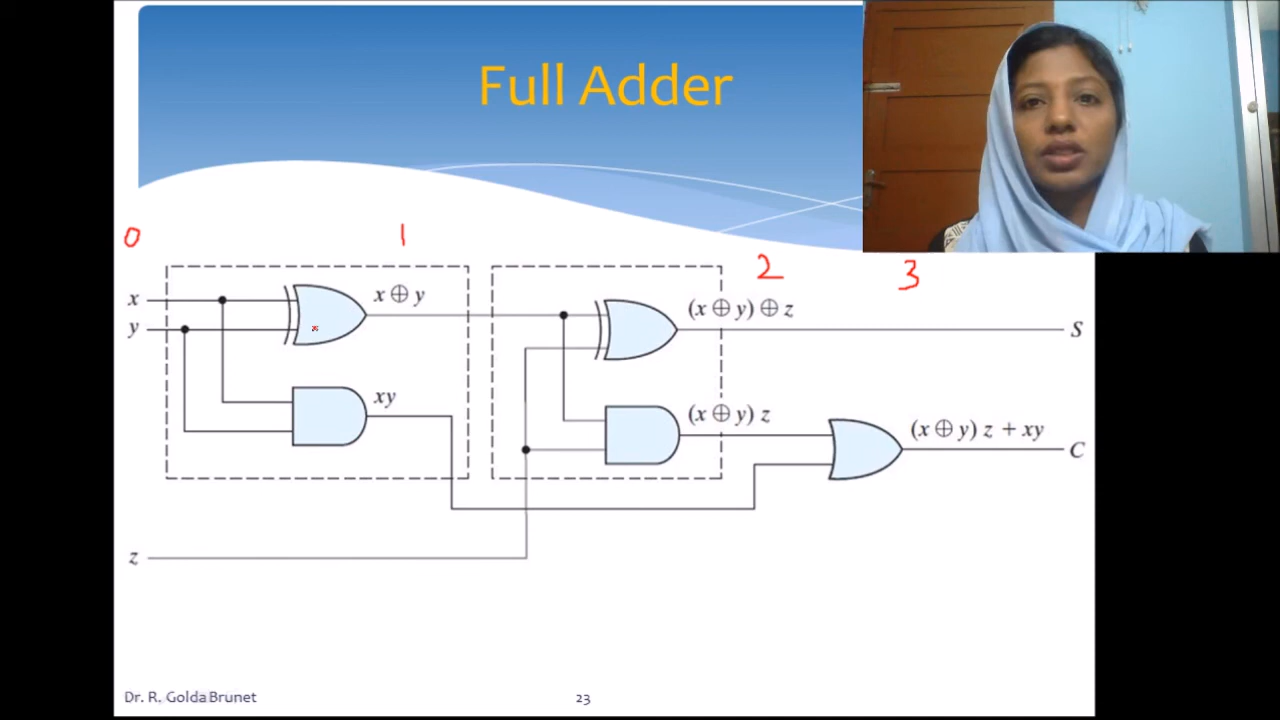 Full Adder
0
1
2
3
x
y
z
x ⊕ y
xy
(x ⊕ y) ⊕ z
(x ⊕ y) z
(x ⊕ y) z + xy
S
C
Dr. R. Golda Brunet
23